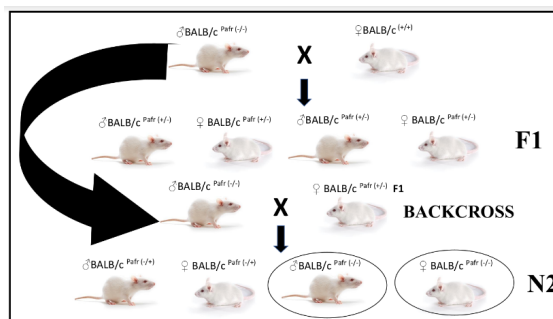 ♂BALB/c Pafr (-/-) ♀BALB/c (+/+)
X
♂BALB/c Pafr (+/-) ♀ BALB/c Pafr (+/-) ♂BALB/c Pafr (+/-) ♀ BALB/c Pafr (+/-)
F1
♂BALB/c Pafr (-/-) ♀ BALB/c Pafr (+/-) F1
X
BACKCROSS
♂BALB/c Pafr (-/+) ♀ BALB/c Pafr (-/+) ♂BALB/c Pafr (-/-) ♀ BALB/c Pafr (-/-)
N2